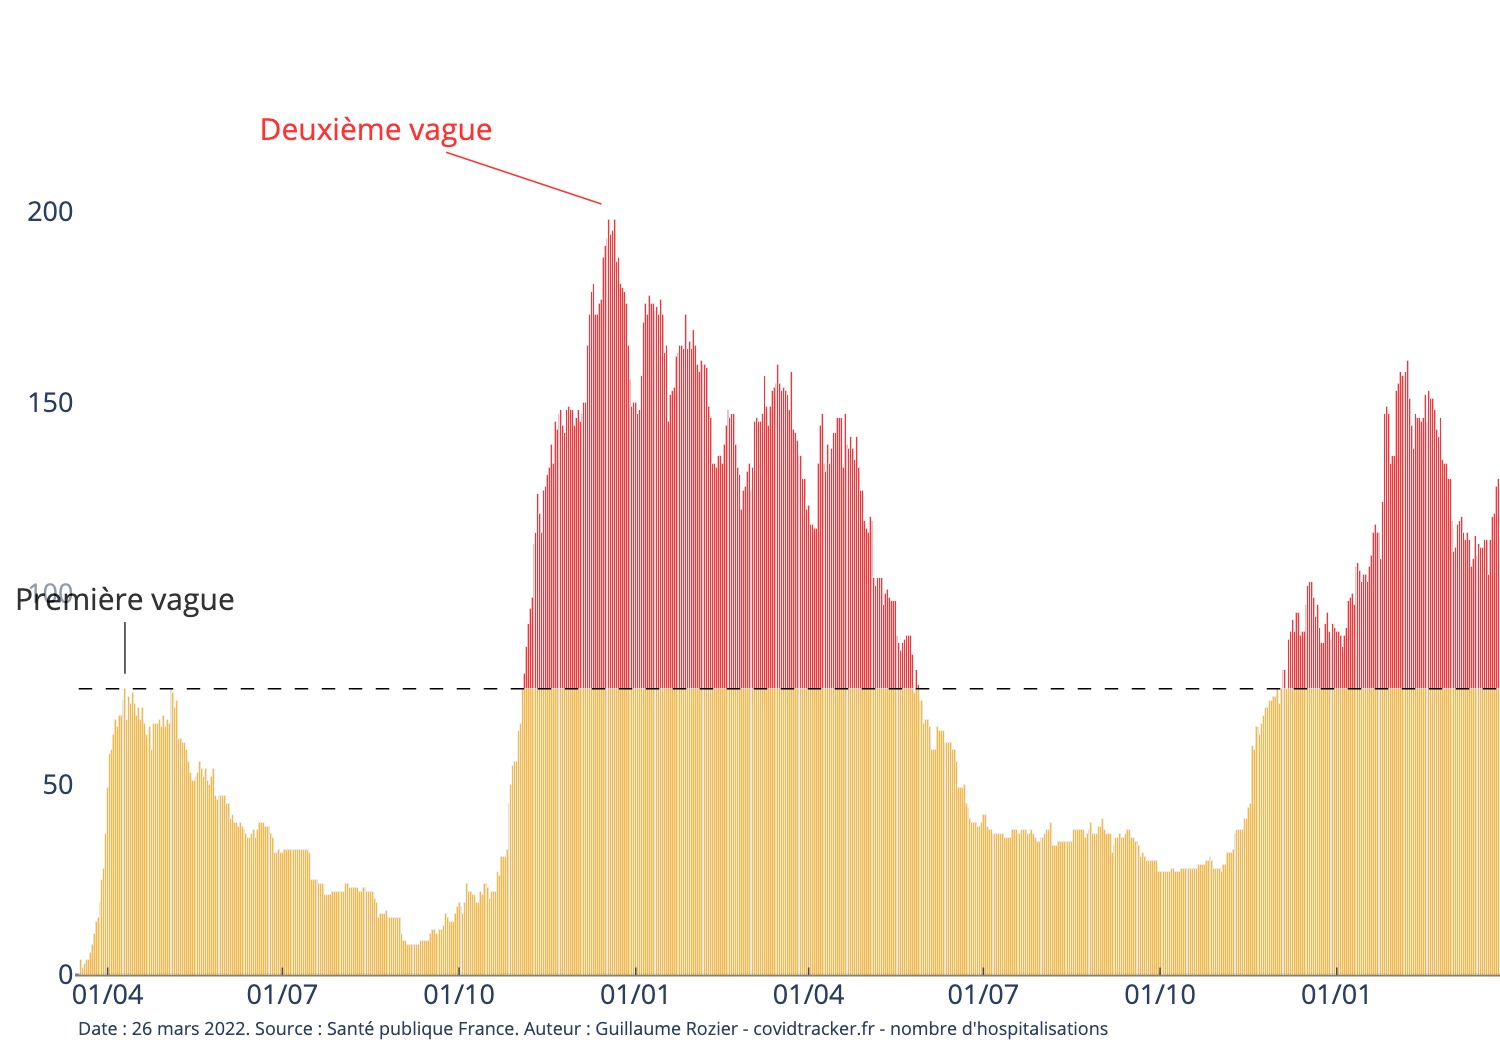 Deuxième vague
200
150
100
Première vague
50
0
01/04 01/07 01/10 01/01 01/04 01/07 01/10 01/01
Date : 26 mars 2022. Source : Santé publique France. Auteur : Guillaume Rozier - covidtracker.fr - nombre d'hospitalisations